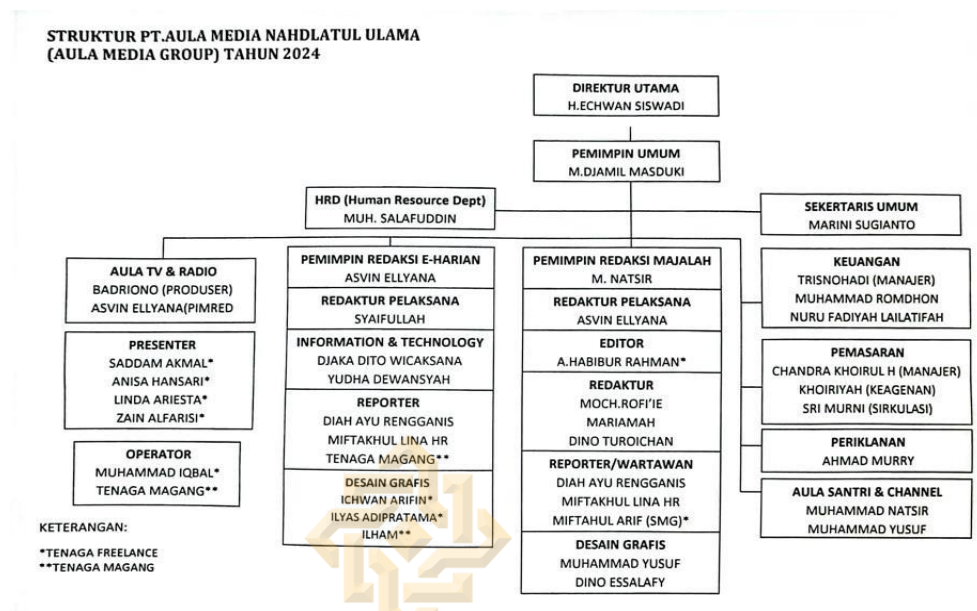 STRUKTUR PT.AULA MEDIA NAHDLATUL ULAMA
(AULA MEDIA GROUP) TAHUN 2024
DIREKTUR UTAMA
H.ECHWAN SISWADI
PEMIMPIN UMUM
M.DJAMIL MASDUKI
HRD (Human Resource Dept)
MUH. SALAFUDDIN
SEKERTARIS UMUM
MARINI SUGIANTO
AULA TV & RADIO
BADRIONO (PRODUSER)
ASVIN ELLYANA(PIMRED
PRESENTER
SADDAM AKMAL*
ANISA HANSARI*
LINDA ARIESTA*
ZAIN ALFARISI*
OPERATOR
MUHAMMAD IQBAL*
TENAGA MAGANG**
PEMIMPIN REDAKSI E-HARIAN
ASVIN ELLYANA
REDAKTUR PELAKSANA
SYAIFULLAH
INFORMATION & TECHNOLOGY
DJAKA DITO WICAKSANA
YUDHA DEWANSYAH
REPORTER
DIAH AYU RENGGANIS
MIFTAKHUL LINA HR
TENAGA MAGANG**
DESAIN GRAFIS
ICHWAN ARIFIN*
ILYAS ADIPRATAMA*
ILHAM**
PEMIMPIN REDAKSI MAJALAH
M. NATSIR
REDAKTUR PELAKSANA
ASVIN ELLYANA
EDITOR
A.HABIBUR RAHMAN*
REDAKTUR
MOCH.ROFI'IE
MARIAMAH
DINO TUROICHAN
REPORTER/WARTAWAN
DIAH AYU RENGGANIS
MIFTAKHUL LINA HR
MIFTAHUL ARIF (SMG)*
DESAIN GRAFIS
MUHAMMAD YUSUF
DINO ESSALAFY
KEUANGAN
TRISNOHADI (MANAJER)
MUHAMMAD ROMDHON
NURU FADIYAH LAILATIFAH
PEMASARAN
CHANDRA KHOIRUL H (MANAJER)
KHOIRIYAH (KEAGENAN)
SRI MURNI (SIRKULASI)
PERIKLANAN
AHMAD MURRY
AULA SANTRI & CHANNEL
MUHAMMAD NATSIR
MUHAMMAD YUSUF
KETERANGAN:
*TENAGA FREELANCE
**TENAGA MAGANG